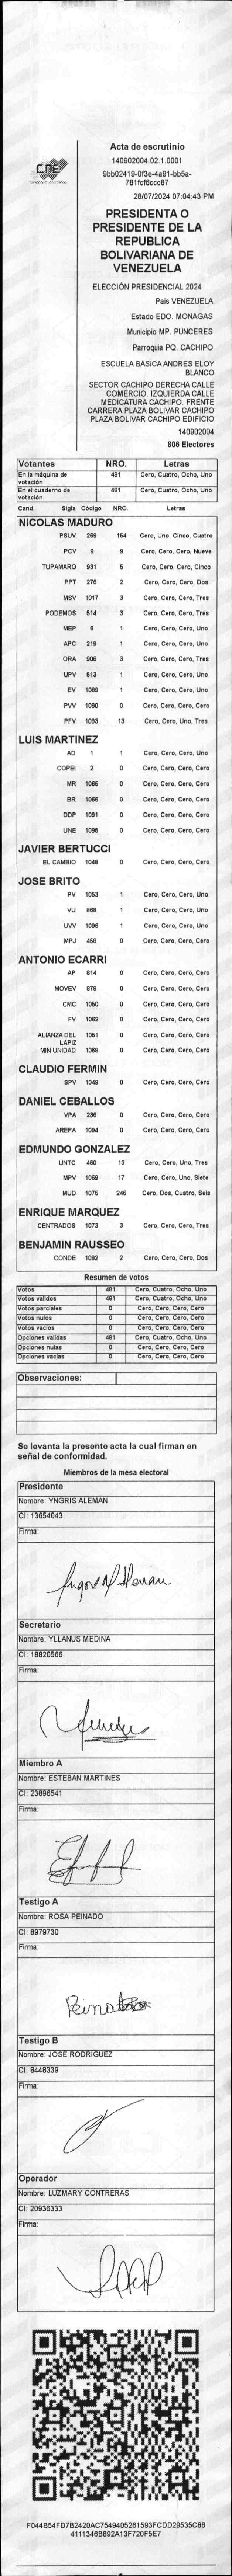 CNE
Acta de escrutinio
140902004.02.1.0001
9bb02419-0f3e-4a91-bb5a-
781fcf6ccc87
28/07/2024 07:04:43 PM
PRESIDENTA O
PRESIDENTE DE LA
REPUBLICA
BOLIVARIANA DE
VENEZUELA
ELECCIÓN PRESIDENCIAL 2024
Pais VENEZUELA
Estado EDO. MONAGAS
Municipio MP. PUNCERES
Parroquia PQ. CACHIPO
ESCUELA BASICA ANDRES ELOY
BLANCO
SECTOR CACHIPO DERECHA CALLE
COMERCIO. IZQUIERDA CALLE
MEDICATURA CACHIPO. FRENTE
CARRERA PLAZA BOLIVAR CACHIPO
PLAZA BOLIVAR CACHIPO EDIFICIO
140902004
806 Electores
Votantes NRO. Letras
En la máquina de votación 481 Cero, Cuatro, Ocho, Uno
En el cuaderno de votación 481 Cero, Cuatro, Ocho, Uno
Cand. Sigla Código NRO. Letras
NICOLAS MADURO
PSUV 269 154 Cero, Uno, Cinco, Cuatro
PCV 9 9 Cero, Cero, Cero, Nueve
TUPAMARO 931 5 Cero, Cero, Cero, Cinco
PPT 276 2 Cero, Cero, Cero, Dos
MSV 1017 3 Cero, Cero, Cero, Tres
PODEMOS 514 3 Cero, Cero, Cero, Tres
MEP 6 1 Cero, Cero, Cero, Uno
APC 219 1 Cero, Cero, Cero, Uno
ORA 906 3 Cero, Cero, Cero, Tres
UPV 513 1 Cero, Cero, Cero, Uno
EV 1089 1 Cero, Cero, Cero, Uno
PVV 1090 0 Cero, Cero, Cero, Cero
PFV 1093 13 Cero, Cero, Uno, Tres
LUIS MARTINEZ
AD 1 1 Cero, Cero, Cero, Uno
COPEI 2 0 Cero, Cero, Cero, Cero
MR 1065 0 Cero, Cero, Cero, Cero
BR 1066 0 Cero, Cero, Cero, Cero
DDP 1091 0 Cero, Cero, Cero, Cero
UNE 1095 0 Cero, Cero, Cero, Cero
JAVIER BERTUCCI
EL CAMBIO 1048 0 Cero, Cero, Cero, Cero
JOSE BRITO
PV 1053 1 Cero, Cero, Cero, Uno
VU 968 1 Cero, Cero, Cero, Uno
UVV 1096 1 Cero, Cero, Cero, Uno
MPJ 459 0 Cero, Cero, Cero, Cero
ANTONIO ECARRI
AP 814 0 Cero, Cero, Cero, Cero
MOVEV 879 0 Cero, Cero, Cero, Cero
CMC 1050 0 Cero, Cero, Cero, Cero
FV 1062 0 Cero, Cero, Cero, Cero
ALIANZA DEL LAPIZ 1051 0 Cero, Cero, Cero, Cero
MIN UNIDAD 1068 0 Cero, Cero, Cero, Cero
CLAUDIO FERMIN
SPV 1049 0 Cero, Cero, Cero, Cero
DANIEL CEBALLOS
VPA 236 0 Cero, Cero, Cero, Cero
AREPA 1094 0 Cero, Cero, Cero, Cero
EDMUNDO GONZALEZ
UNTC 460 13 Cero, Cero, Uno, Tres
MPV 1069 17 Cero, Cero, Uno, Siete
MUD 1075 246 Cero, Dos, Cuatro, Seis
ENRIQUE MARQUEZ
CENTRADOS 1073 3 Cero, Cero, Cero, Tres
BENJAMIN RAUSSEO
CONDE 1092 2 Cero, Cero, Cero, Dos
Resumen de votos
Votos 481 Cero, Cuatro, Ocho, Uno
Votos validos 481 Cero, Cuatro, Ocho, Uno
Votos parciales 0 Cero, Cero, Cero, Cero
Votos nulos 0 Cero, Cero, Cero, Cero
Votos vacios 0 Cero, Cero, Cero, Cero
Opciones validas 481 Cero, Cuatro, Ocho, Uno
Opciones nulas 0 Cero, Cero, Cero, Cero
Opciones vacias 0 Cero, Cero, Cero, Cero
Observaciones:
Se levanta la presente acta la cual firman en
señal de conformidad.
Miembros de la mesa electoral
Presidente
Nombre: YNGRIS ALEMAN
CI: 13654043
Firma:
Secretario
Nombre: YLLANUS MEDINA
CI: 18820566
Firma:
Miembro A
Nombre: ESTEBAN MARTINES
CI: 23896541
Firma:
Testigo A
Nombre: ROSA PEINADO
CI: 8979730
Firma:
Testigo B
Nombre: JOSE RODRIGUEZ
CI: 8448339
Firma:
Operador
Nombre: LUZMARY CONTRERAS
CI: 20936333
Firma:
F044B54FD7B2420AC7549405261593FCDD29535C88
4111346B892A13F720F5E7